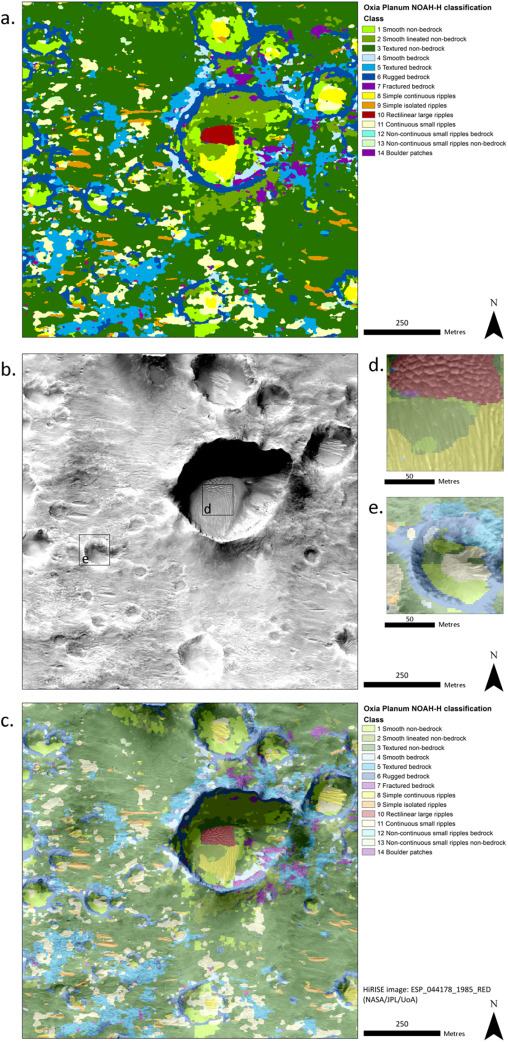 a.
Oxia Planum NOAH-H classification
Class
1 Smooth non-bedrock
2 Smooth lineated non-bedrock
3 Textured non-bedrock
4 Smooth bedrock
5 Textured bedrock
6 Rugged bedrock
7 Fractured bedrock
8 Simple continuous ripples
9 Simple isolated ripples
10 Rectilinear large ripples
11 Continuous small ripples
12 Non-continuous small ripples bedrock
13 Non-continuous small ripples non-bedrock
14 Boulder patches
N
250
Metres
b.
d
e
d.
50
Metres
e.
50
Metres
N
250
Metres
c.
Oxia Planum NOAH-H classification
Class
1 Smooth non-bedrock
2 Smooth lineated non-bedrock
3 Textured non-bedrock
4 Smooth bedrock
5 Textured bedrock
6 Rugged bedrock
7 Fractured bedrock
8 Simple continuous ripples
9 Simple isolated ripples
10 Rectilinear large ripples
11 Continuous small ripples
12 Non-continuous small ripples bedrock
13 Non-continuous small ripples non-bedrock
14 Boulder patches
HiRISE image: ESP_044178_1985_RED
(NASA/JPL/UoA)
N
250
Metres